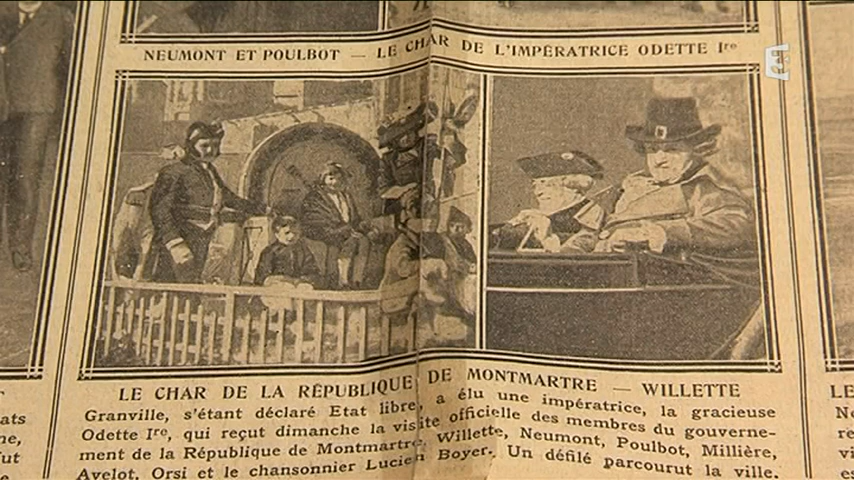 NEUMONT ET POULBOT — LE CHAR DE L'IMPÉRATRICE ODETTE Ire
LE CHAR DE LA RÉPUBLIQUE DE MONTMARTRE — WILLETTE
Granville, s'étant déclaré Etat libre, a élu une impératrice, la gracieuse
Odette Ire, qui reçut dimanche la visite officielle des membres du gouverne-
ment de la République de Montmartre, Willette, Neumont, Poulbot, Millière,
Avelot, Orsi et le chansonnier Lucien Boyer. Un défilé parcourut la ville.